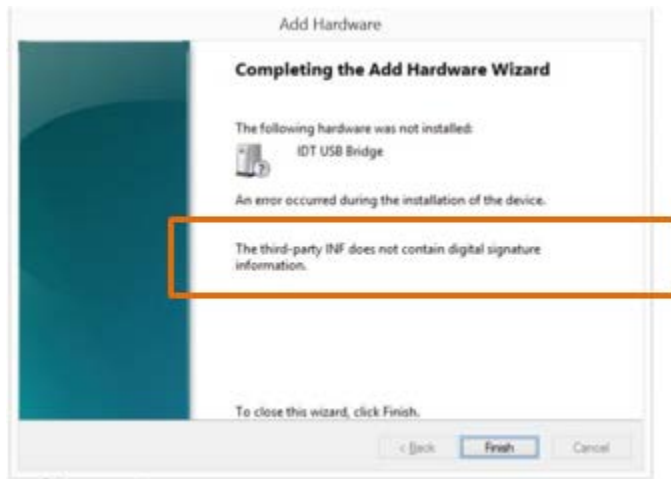 Add Hardware
Completing the Add Hardware Wizard
The following hardware was not installed:
IDT USB Bridge
An error occurred during the installation of the device.
The third-party INF does not contain digital signature
information.
To close this wizard, click Finish.
< Back Finish Cancel